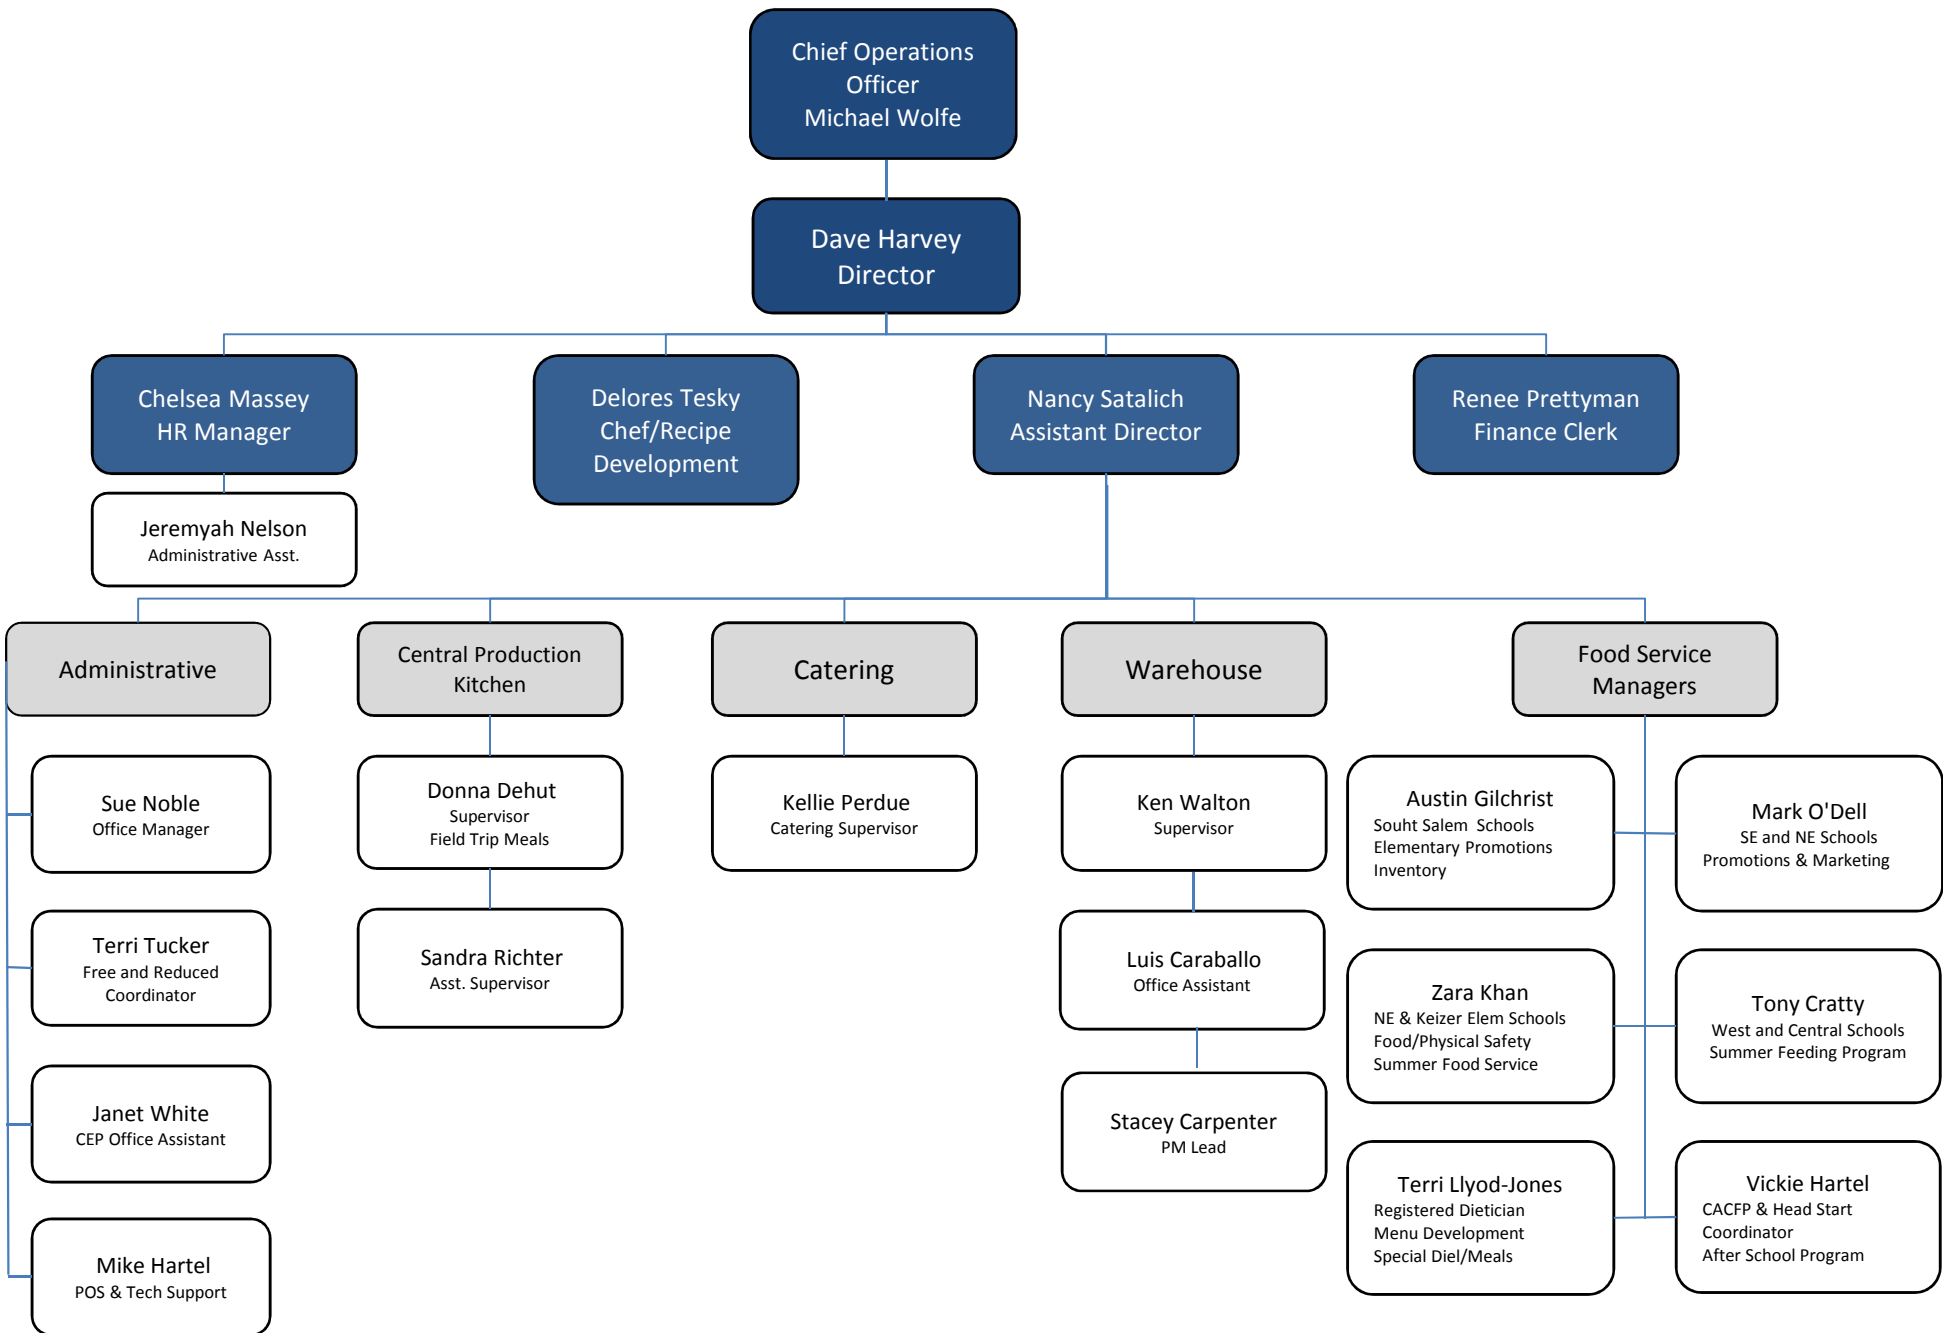 Chief Operations
Officer
Michael Wolfe
Dave Harvey
Director
Chelsea Massey
HR Manager
Delores Tesky
Chef/Recipe
Development
Nancy Satalich
Assistant Director
Renee Prettyman
Finance Clerk
Jeremyah Nelson
Administrative Asst.
Administrative
Central Production
Kitchen
Catering
Warehouse
Food Service
Managers
Sue Noble
Office Manager
Terri Tucker
Free and Reduced
Coordinator
Janet White
CEP Office Assistant
Mike Hartel
POS & Tech Support
Donna Dehut
Supervisor
Field Trip Meals
Sandra Richter
Asst. Supervisor
Kellie Perdue
Catering Supervisor
Ken Walton
Supervisor
Luis Caraballo
Office Assistant
Stacey Carpenter
PM Lead
Austin Gilchrist
Souht Salem Schools
Elementary Promotions
Inventory
Mark O'Dell
SE and NE Schools
Promotions & Marketing
Zara Khan
NE & Keizer Elem Schools
Food/Physical Safety
Summer Food Service
Tony Cratty
West and Central Schools
Summer Feeding Program
Terri Llyod-Jones
Registered Dietician
Menu Development
Special Diel/Meals
Vickie Hartel
CACFP & Head Start
Coordinator
After School Program